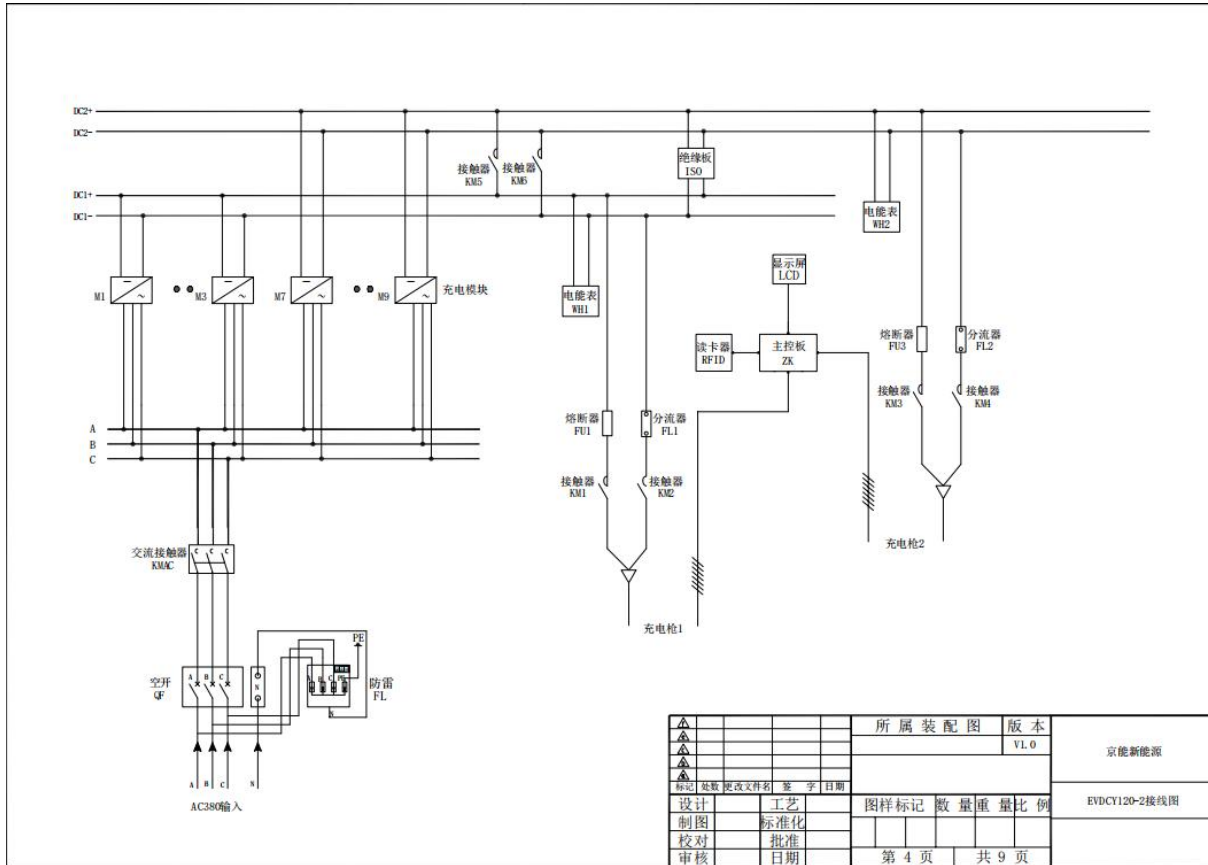 DC2+
DC2-
接触器
KM5
接触器
KM6
绝缘板
ISO
DC1+
DC1-
电能表
WH2
显示屏
LCD
M1
M3
M7
M9
充电模块
电能表
WH1
读卡器
RFID
主控板
ZK
熔断器
FU3
分流器
FL2
接触器
KM3
接触器
KM4
A
B
C
熔断器
FU1
分流器
FL1
接触器
KM1
接触器
KM2
充电枪2
交流接触器
KMAC
C C C
充电枪1
PE
空开
QF
A B C
N
A B C PE
N
防雷
FL
A B C N
AC380输入
所属装配图 版本
V1.0
京能新能源
标记 处数 更改文件名 签字 日期
EVDCY120-2接线图
设计 工艺 图样标记 数量 重量 比例
制图 标准化
校对 批准
审核 日期 第 4 页 共 9 页